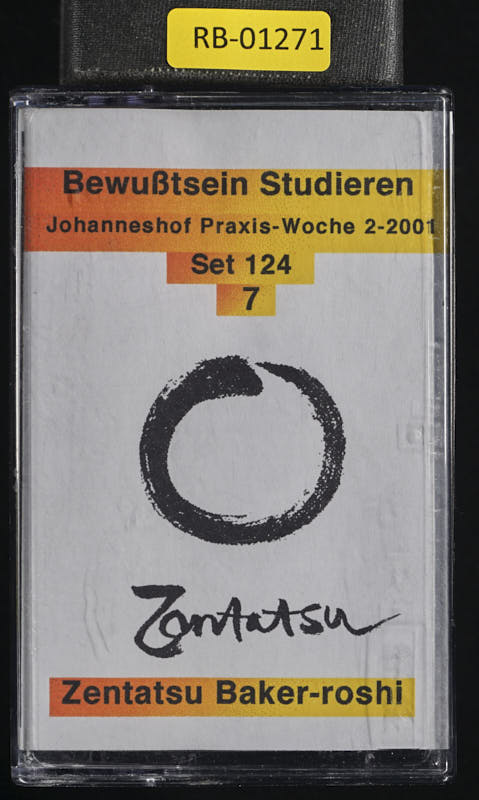 RB-01271
Bewußtsein Studieren
Johanneshof Praxis-Woche 2-2001
Set 124
7
Zentatsu
Zentatsu Baker-roshi